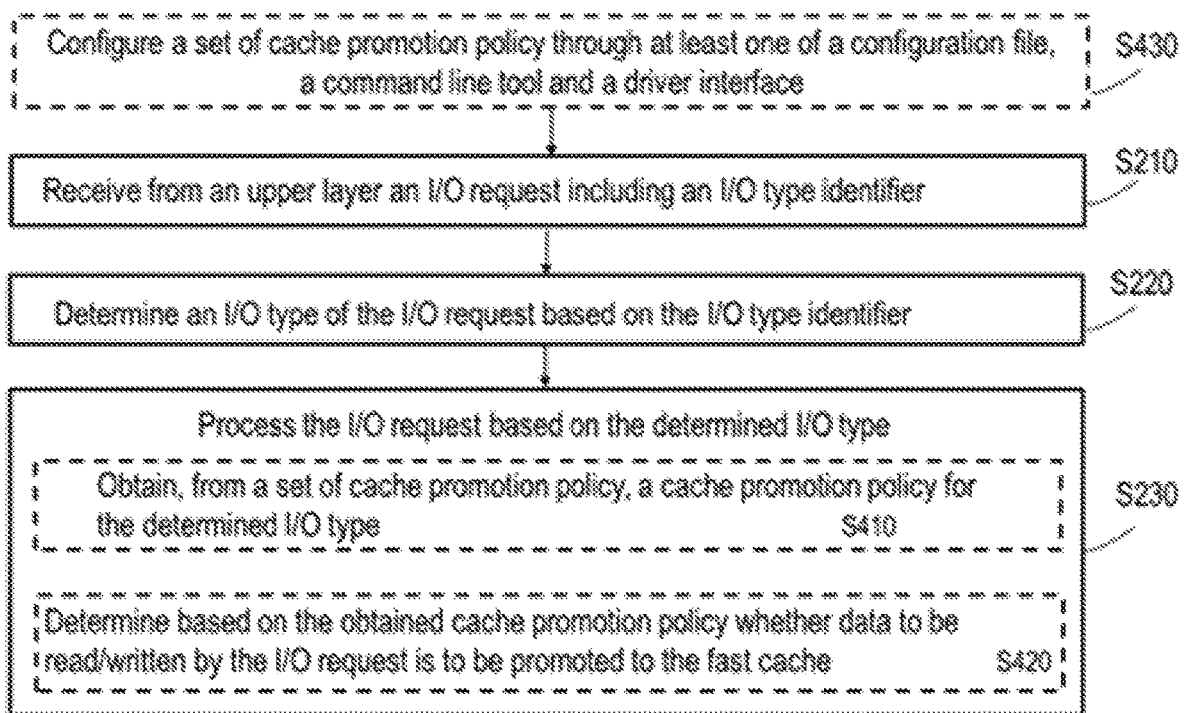 Configure a set of cache promotion policy through at least one of a configuration file,
a command line tool and a driver interface
S430
Receive from an upper layer an I/O request including an I/O type identifier
S210
Determine an I/O type of the I/O request based on the I/O type identifier
S220
Process the I/O request based on the determined I/O type
Obtain, from a set of cache promotion policy, a cache promotion policy for
the determined I/O type
S410
S230
Determine based on the obtained cache promotion policy whether data to be
read/written by the I/O request is to be promoted to the fast cache
S420